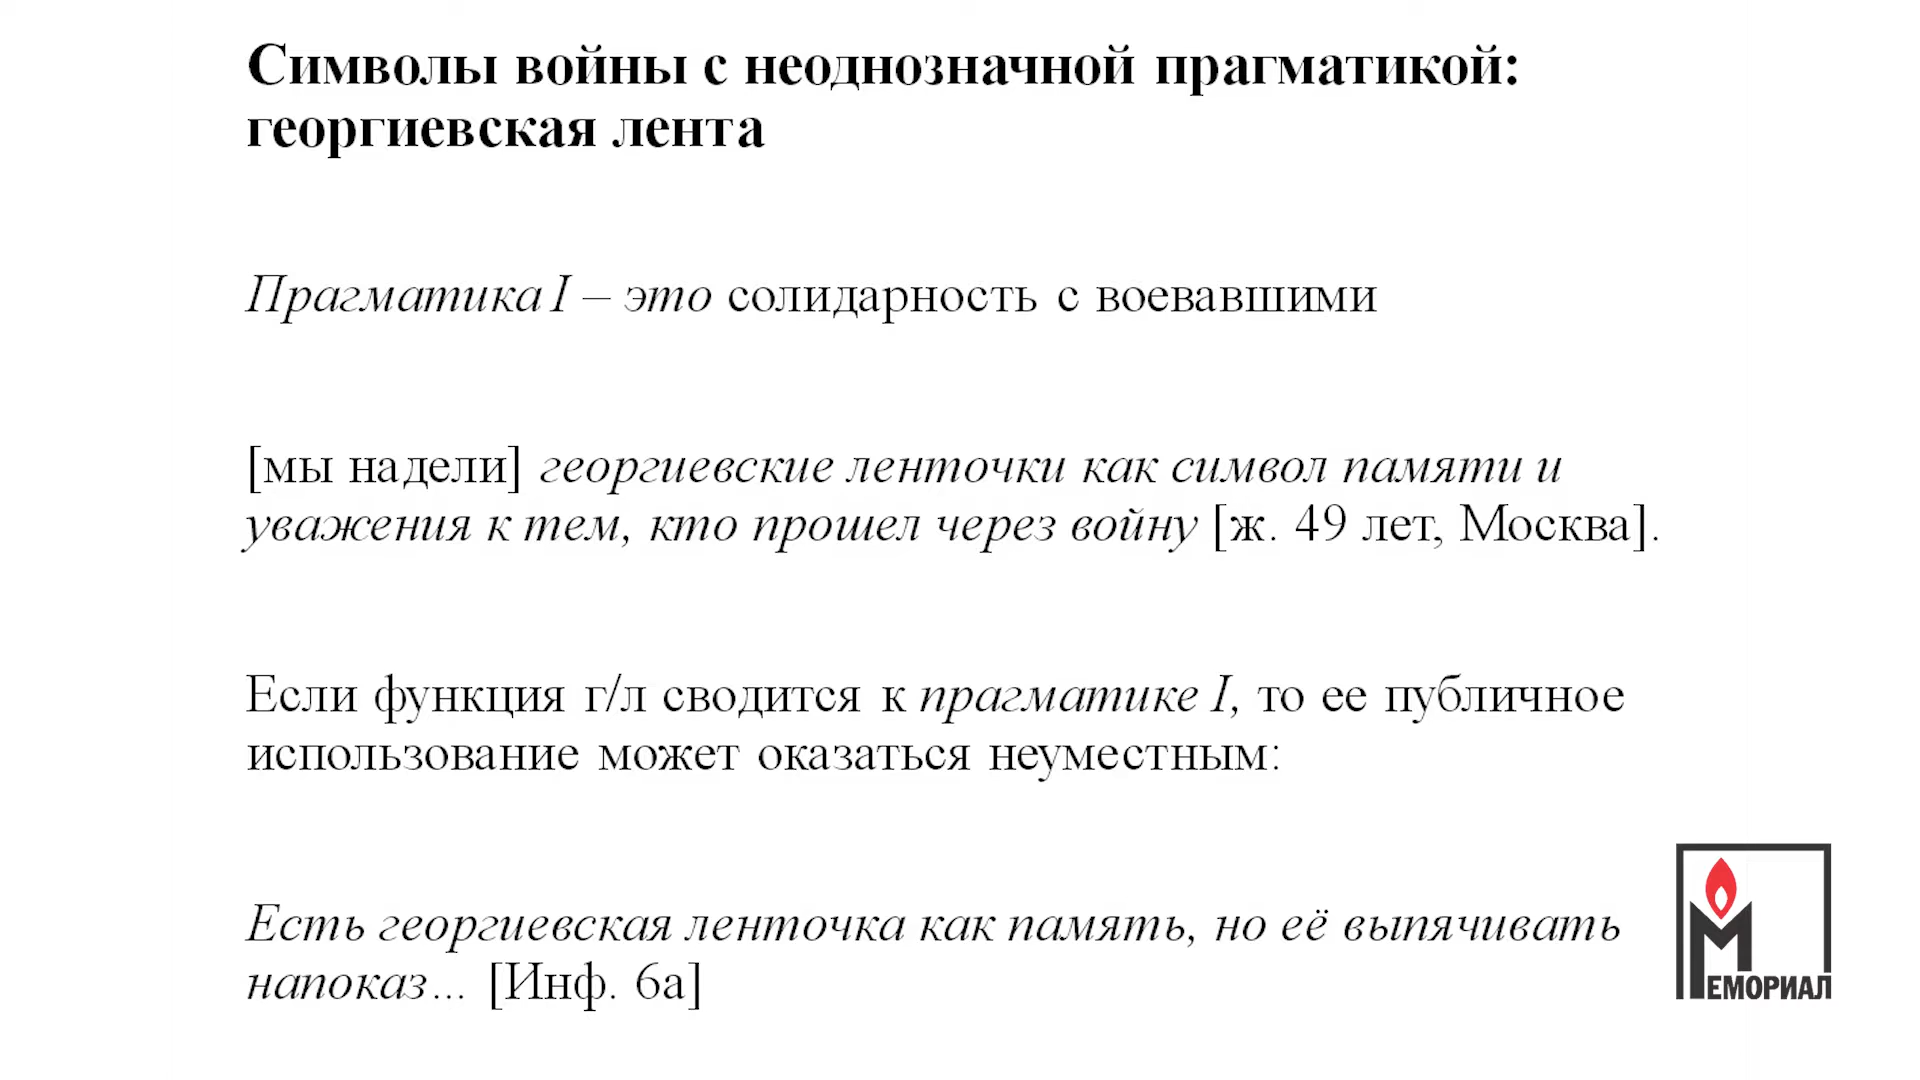 Символы войны с неоднозначной прагматикой:
георгиевская лента
Прагматика I – это солидарность с воевавшими
[мы надели] георгиевские ленточки как символ памяти и
уважения к тем, кто прошел через войну [ж. 49 лет, Москва].
Если функция г/л сводится к прагматике I, то ее публичное
использование может оказаться неуместным:
Есть георгиевская ленточка как память, но её выпячивать
напоказ... [Инф. 6а]
МЕМОРИАЛ